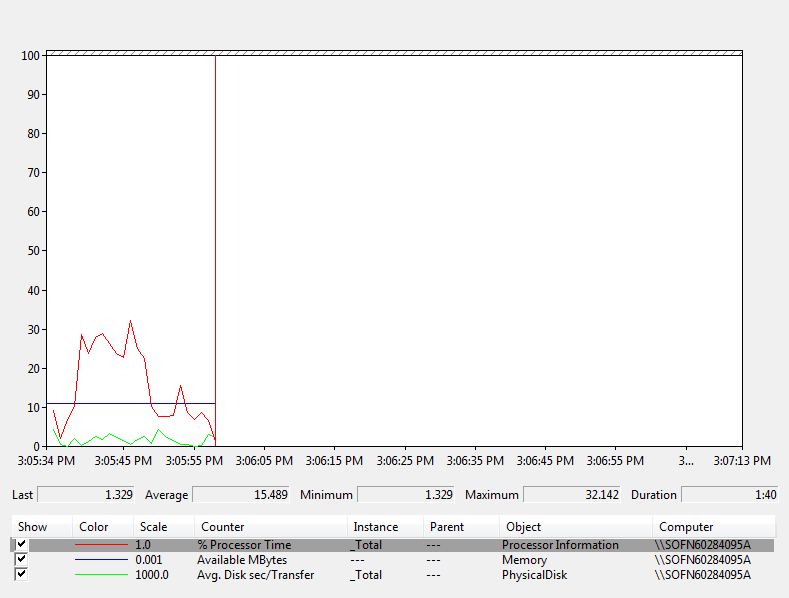 100
90
80
70
60
50
40
30
20
10
0
3:05:34 PM 3:05:45 PM 3:05:55 PM 3:06:05 PM 3:06:15 PM 3:06:25 PM 3:06:35 PM 3:06:45 PM 3:06:55 PM 3... 3:07:13 PM
Last 1.329 Average 15.489 Minimum 1.329 Maximum 32.142 Duration 1:40
Show Color Scale Counter Instance Parent Object Computer
1.0 % Processor Time _Total --- Processor Information \\SOFN60284095A
0.001 Available MBytes --- --- Memory \\SOFN60284095A
1000.0 Avg. Disk sec/Transfer _Total --- PhysicalDisk \\SOFN60284095A